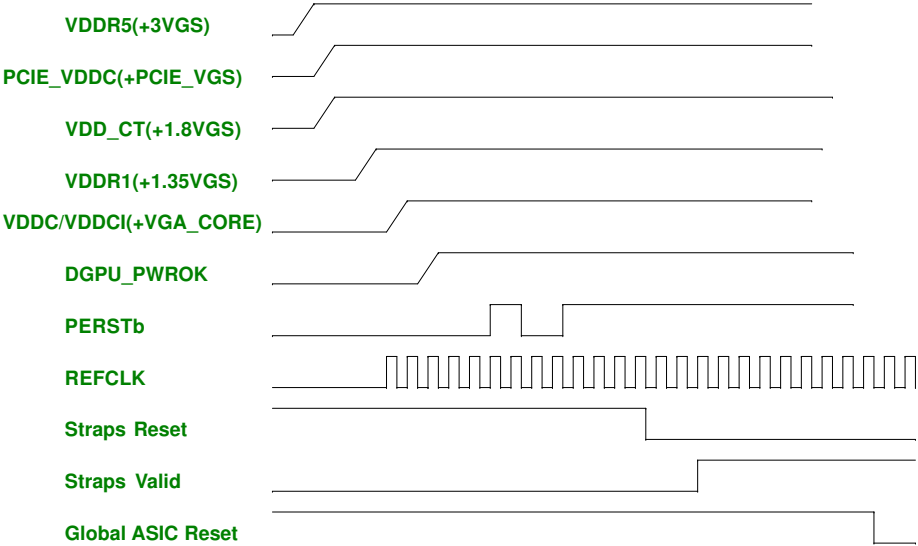 VDDR5(+3VGS)
PCIE_VDDC(+PCIE_VGS)
VDD_CT(+1.8VGS)
VDDR1(+1.35VGS)
VDDC/VDDCI(+VGA_CORE)
DGPU_PWROK
PERSTb
REFCLK
Straps Reset
Straps Valid
Global ASIC Reset